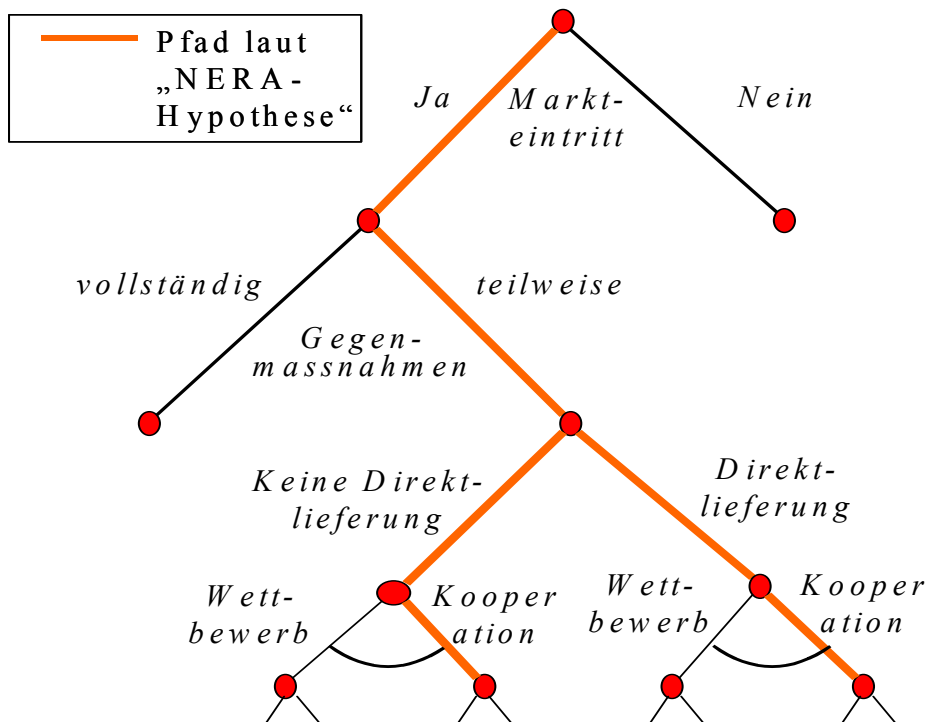 Pfad laut
„NERA-
Hypothese“
Ja
Markt-
eintritt
Nein
vollständig
teilweise
Gegen-
massnahmen
Keine Direkt-
lieferung
Direkt-
lieferung
Wett-
bewerb
Kooper
ation
Wett-
bewerb
Kooper
ation